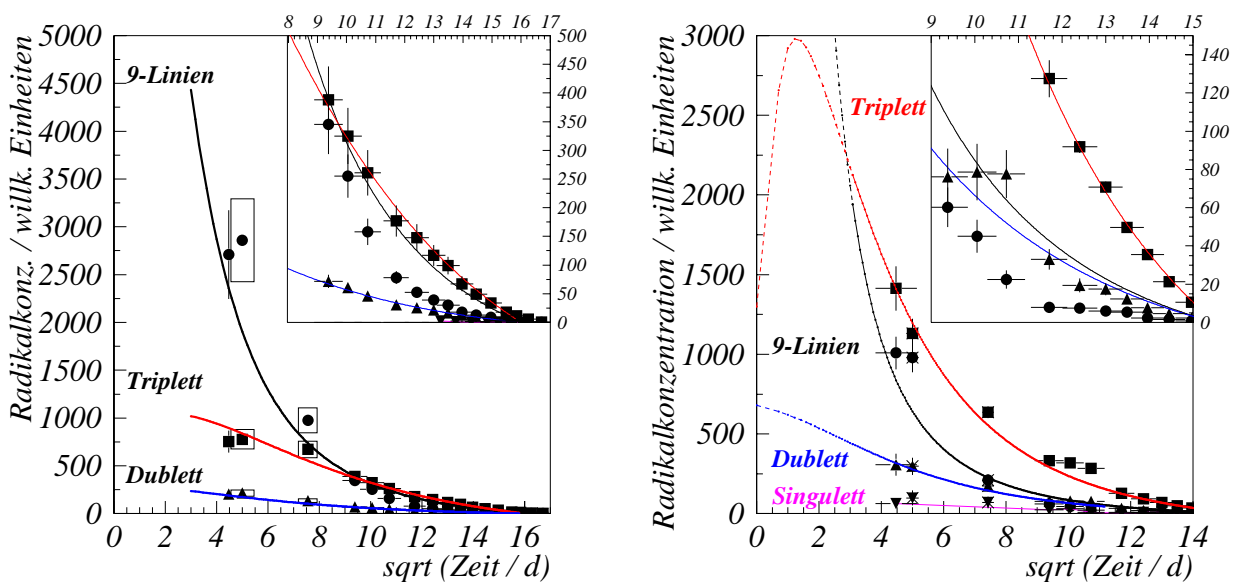 8 9 10 11 12 13 14 15 16 17
5000
4500
4000
3500
3000
2500
2000
1500
1000
500
0
Radikalkonz. / willk. Einheiten
9-Linien
Triplett
Dublett
500
450
400
350
300
250
200
150
100
50
0
0 2 4 6 8 10 12 14 16
sqrt (Zeit / d)
9 10 11 12 13 14 15
3000
2500
2000
1500
1000
500
0
Radikalkonzentration / willk. Einheiten
Triplett
9-Linien
Dublett
Singulett
140
120
100
80
60
40
20
0
0 2 4 6 8 10 12 14
sqrt (Zeit / d)